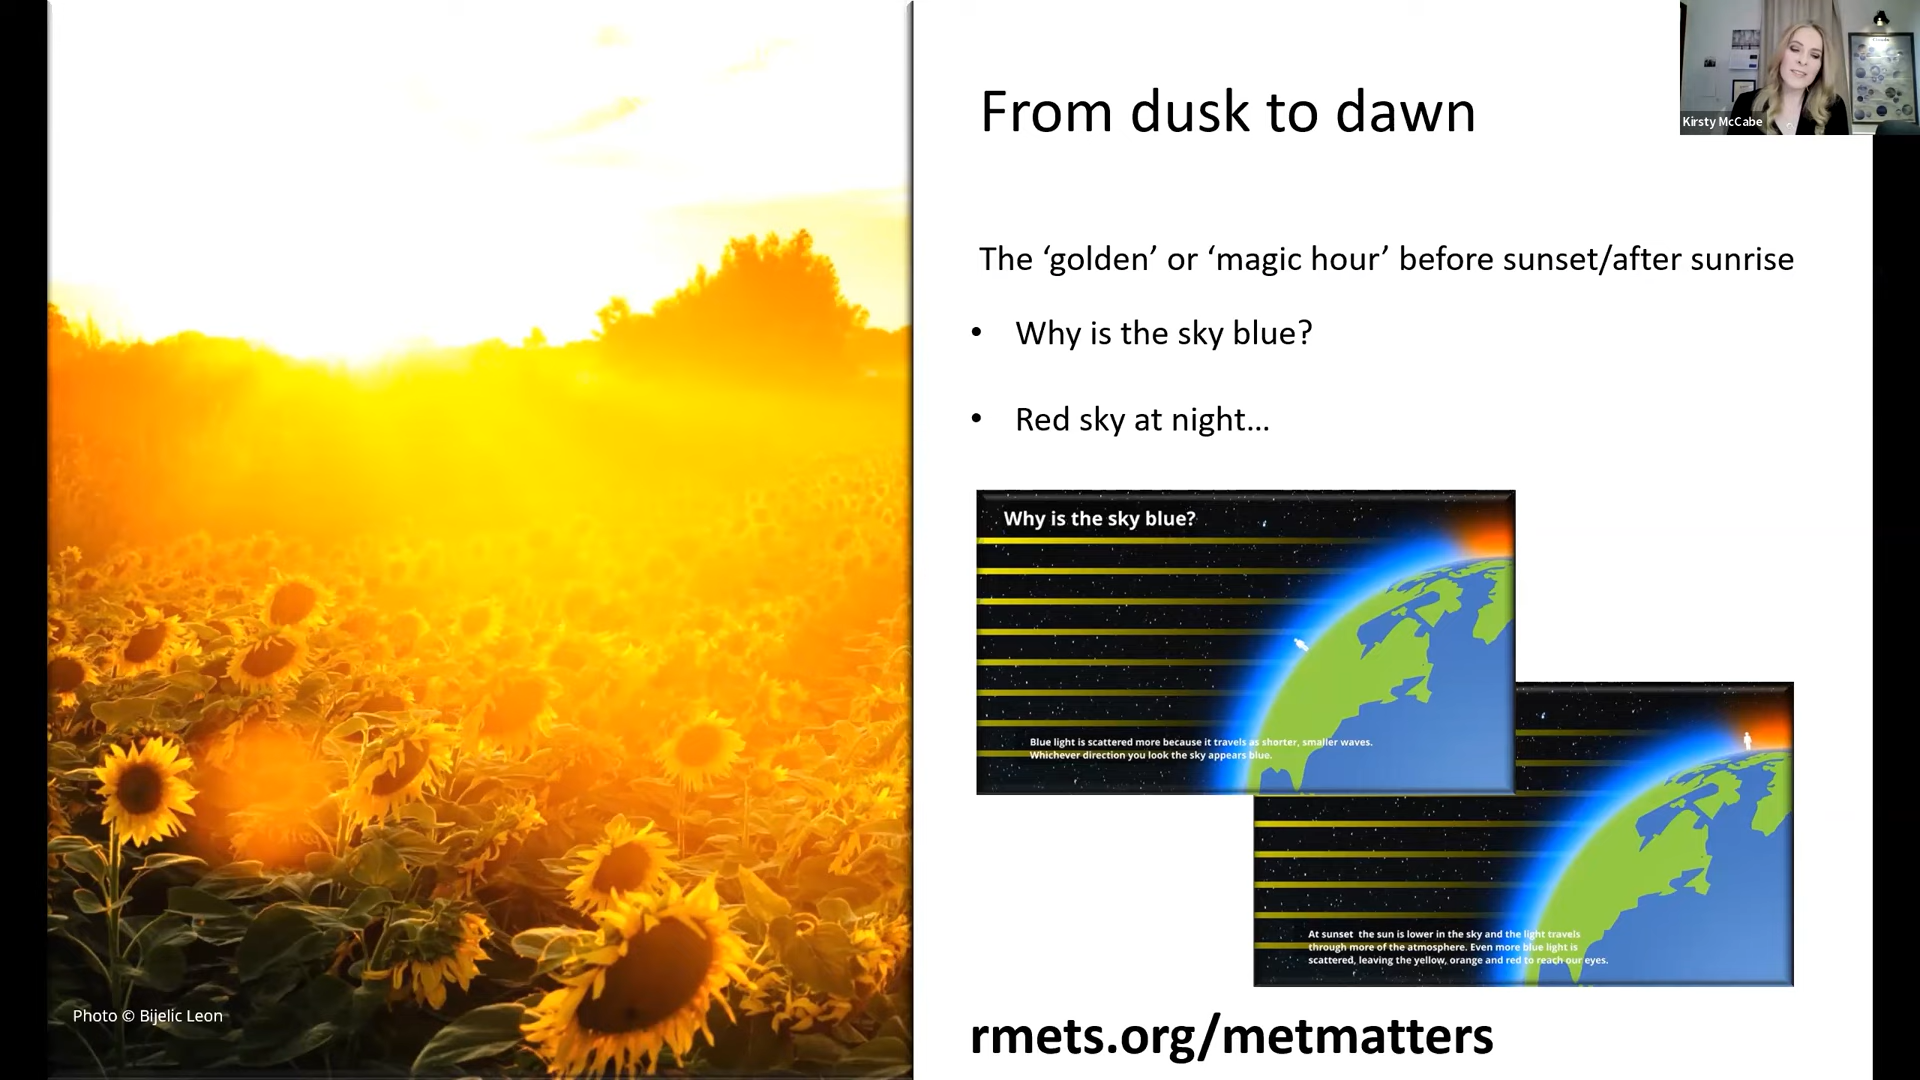 From dusk to dawn
Kirsty McCabe
The ‘golden’ or ‘magic hour’ before sunset/after sunrise
• Why is the sky blue?
• Red sky at night...
Why is the sky blue?
Blue light is scattered more because it travels as shorter, smaller waves.
Whichever direction you look the sky appears blue.
At sunset the sun is lower in the sky and the light travels
through more of the atmosphere. Even more blue light is
scattered, leaving the yellow, orange and red to reach our eyes.
Photo © Bijelic Leon
rmets.org/metmatters